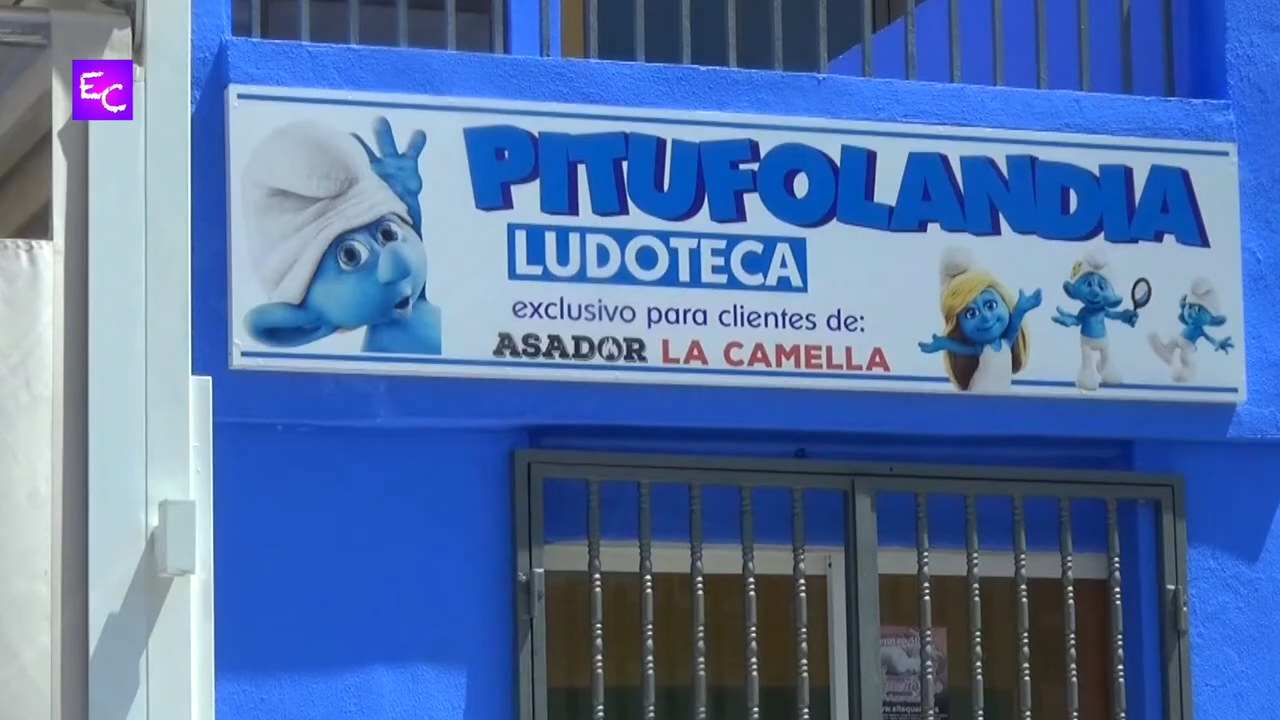 EC
PITUFOLANDIA
LUDOTECA
exclusivo para clientes de:
ASADOR LA CAMELLA